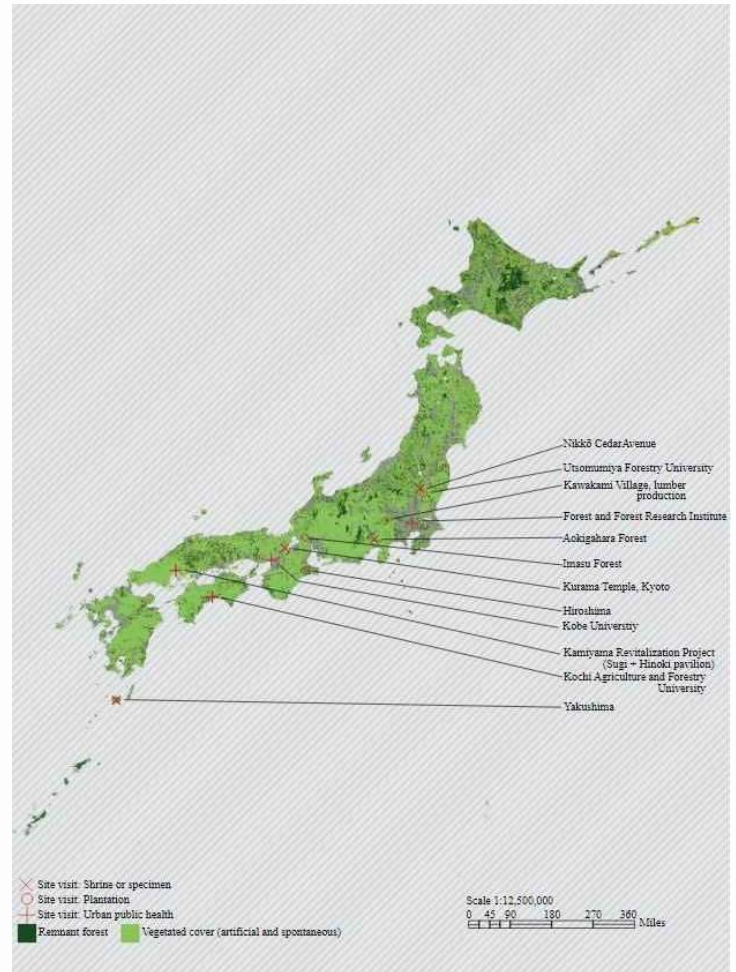 Nikkō CedarAvenue
Utsomumiya Forestry University
Kawakami Village, lumber
production
Forest and Forest Research Institute
Aokigahara Forest
Imasu Forest
Kurama Temple, Kyoto
Hiroshima
Kobe Universtiy
Kamiyama Revitalization Project
(Sugi + Hinoki pavilion)
Kochi Agriculture and Forestry
University
Yakushima
Site visit: Shrine or specimen
Site visit: Plantation
Site visit: Urban public health
Remnant forest Vegetated cover (artificial and spontaneous)
Scale 1:12,500,000
0 45 90 180 270 360
Miles